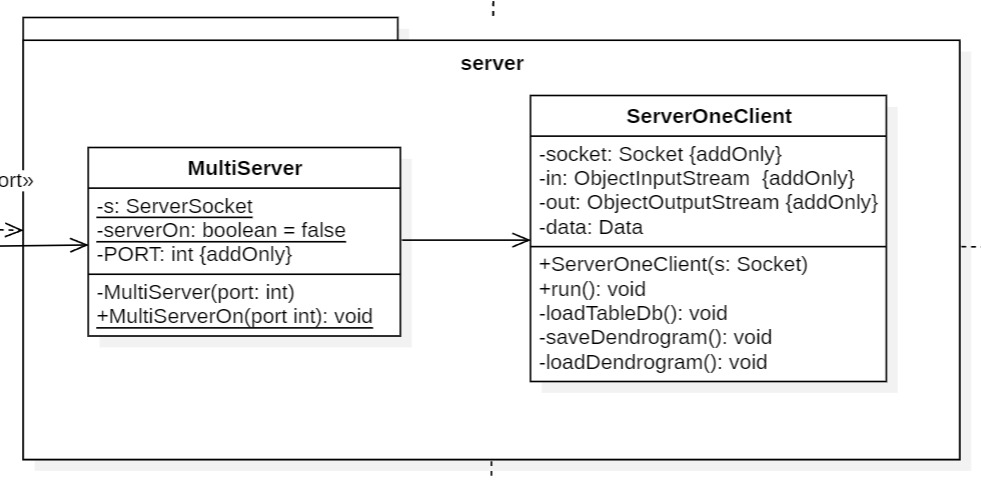 server
ort»
MultiServer
-s: ServerSocket
-serverOn: boolean = false
-PORT: int {addOnly}
-MultiServer(port: int)
+MultiServerOn(port int): void
ServerOneClient
-socket: Socket {addOnly}
-in: ObjectInputStream  {addOnly}
-out: ObjectOutputStream {addOnly}
-data: Data
+ServerOneClient(s: Socket)
+run(): void
-loadTableDb(): void
-saveDendrogram(): void
-loadDendrogram(): void